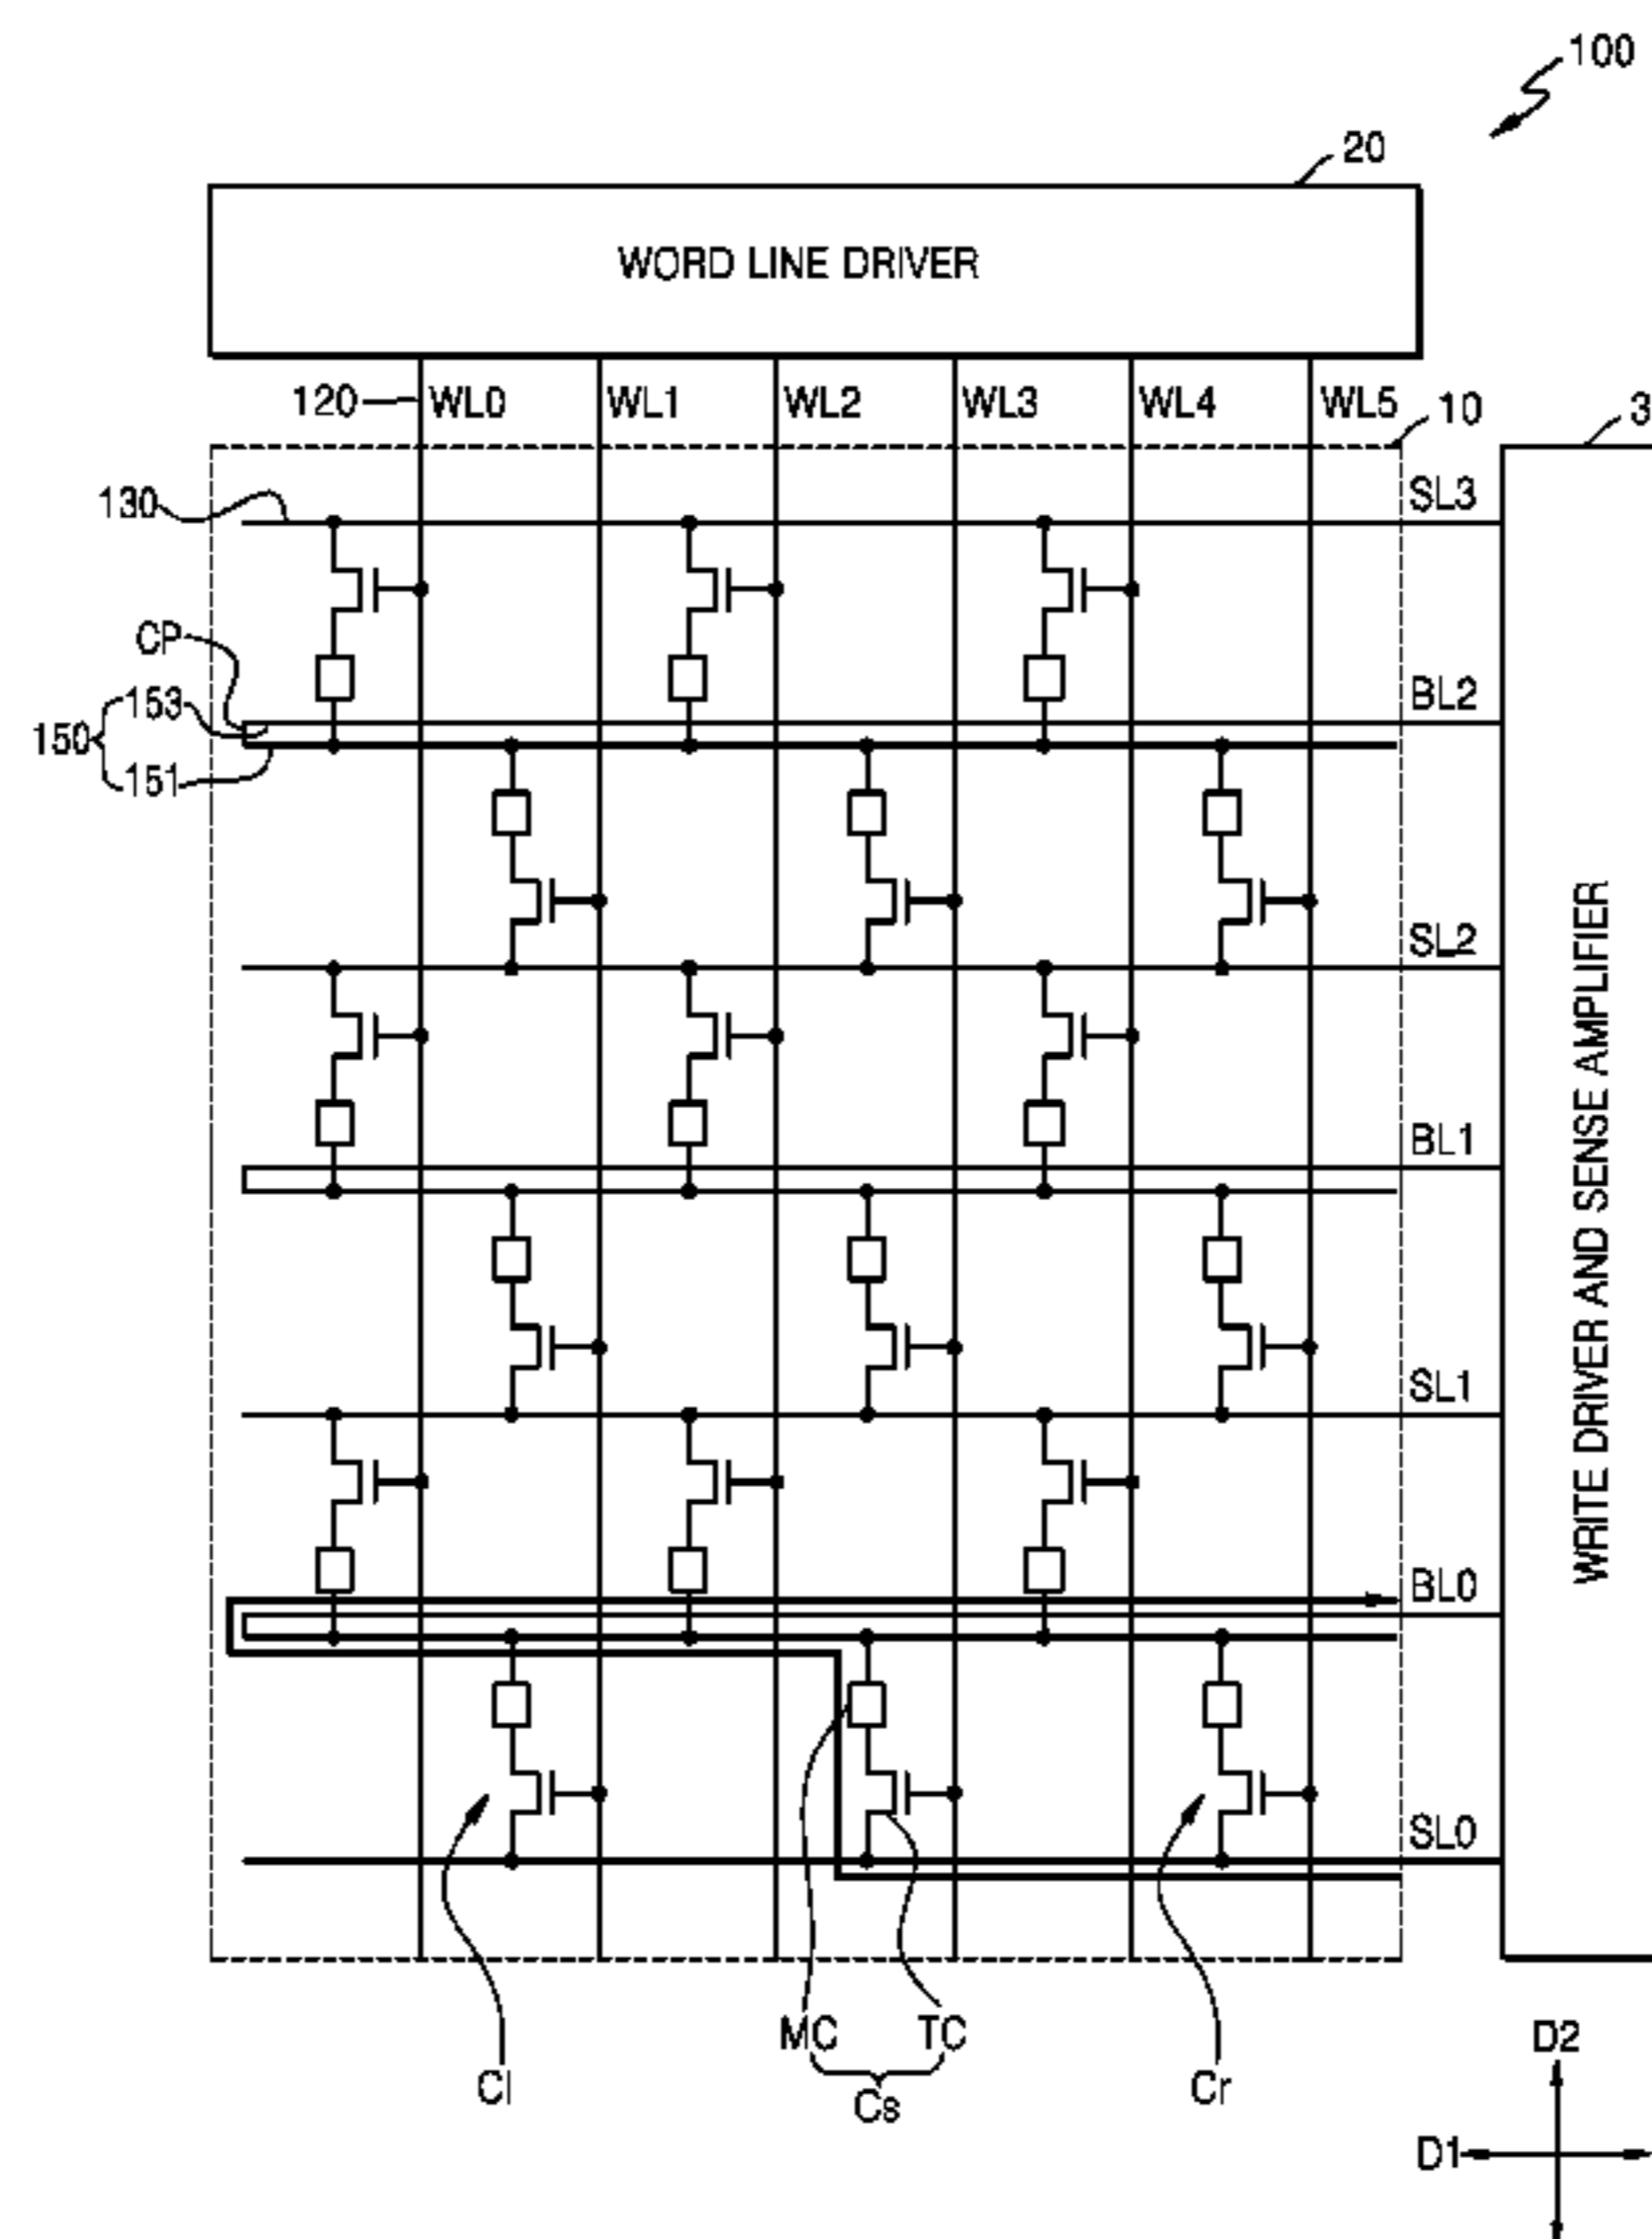 100
20
WORD LINE DRIVER
120 WL0 WL1 WL2 WL3 WL4 WL5
10
3
130
SL3
CP
BL2
150 153
151
SL2
BL1
SL1
BL0
SL0
WRITE DRIVER AND SENSE AMPLIFIER
MC TC
Cl Cs Cr
D2
D1